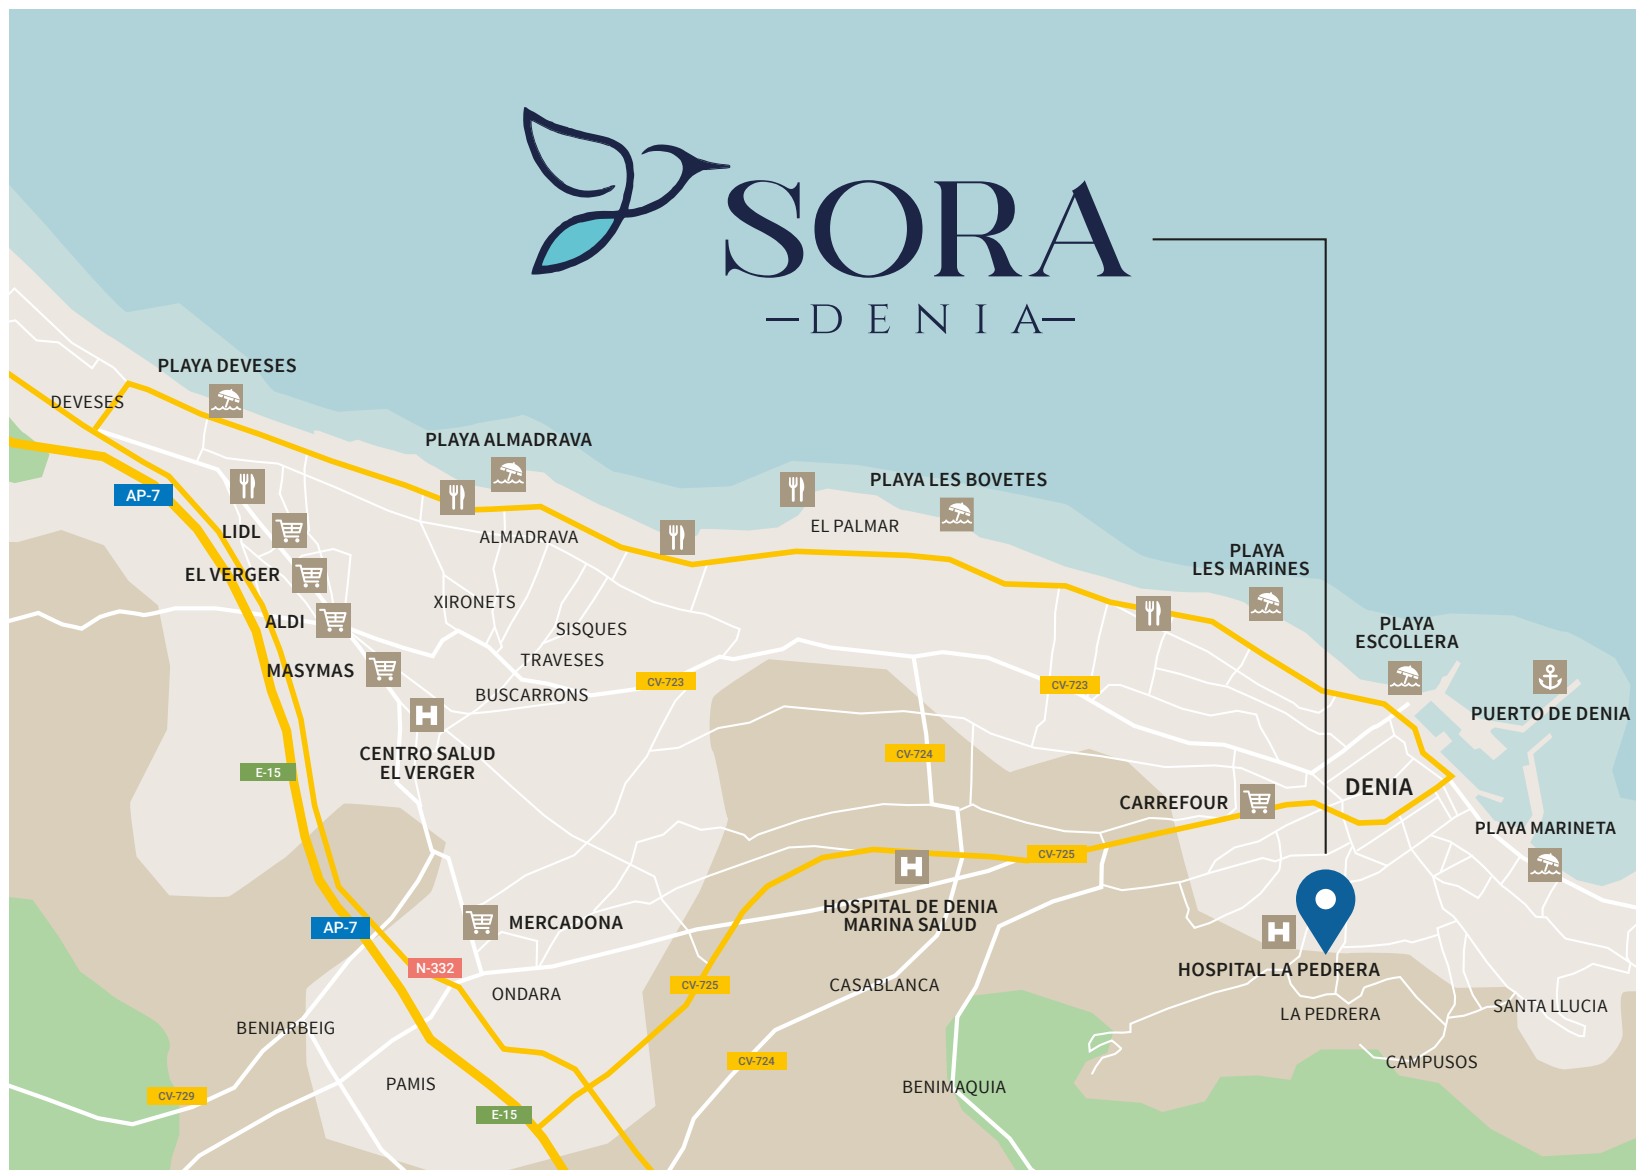 SORA
DENIA
PLAYA DEVESES
DEVESES
PLAYA ALMADRAVA
PLAYA LES BOVETES
AP-7
LIDL
ALMADRAVA
EL PALMAR
PLAYA
LES MARINES
EL VERGER
XIRONETS
ALDI
SISQUES
PLAYA
ESCOLLERA
TRAVESES
MASYMAS
CV-723
CV-723
BUSCARRONS
H
PUERTO DE DENIA
CENTRO SALUD
EL VERGER
CV-724
E-15
DENIA
CARREFOUR
PLAYA MARINETA
CV-725
H
HOSPITAL DE DENIA
MARINA SALUD
AP-7
MERCADONA
H
N-332
HOSPITAL LA PEDRERA
CV-725
CASABLANCA
ONDARA
SANTA LLUCIA
LA PEDRERA
BENIARBEIG
CV-724
CAMPUSOS
PAMIS
BENIMAQUIA
CV-729
E-15